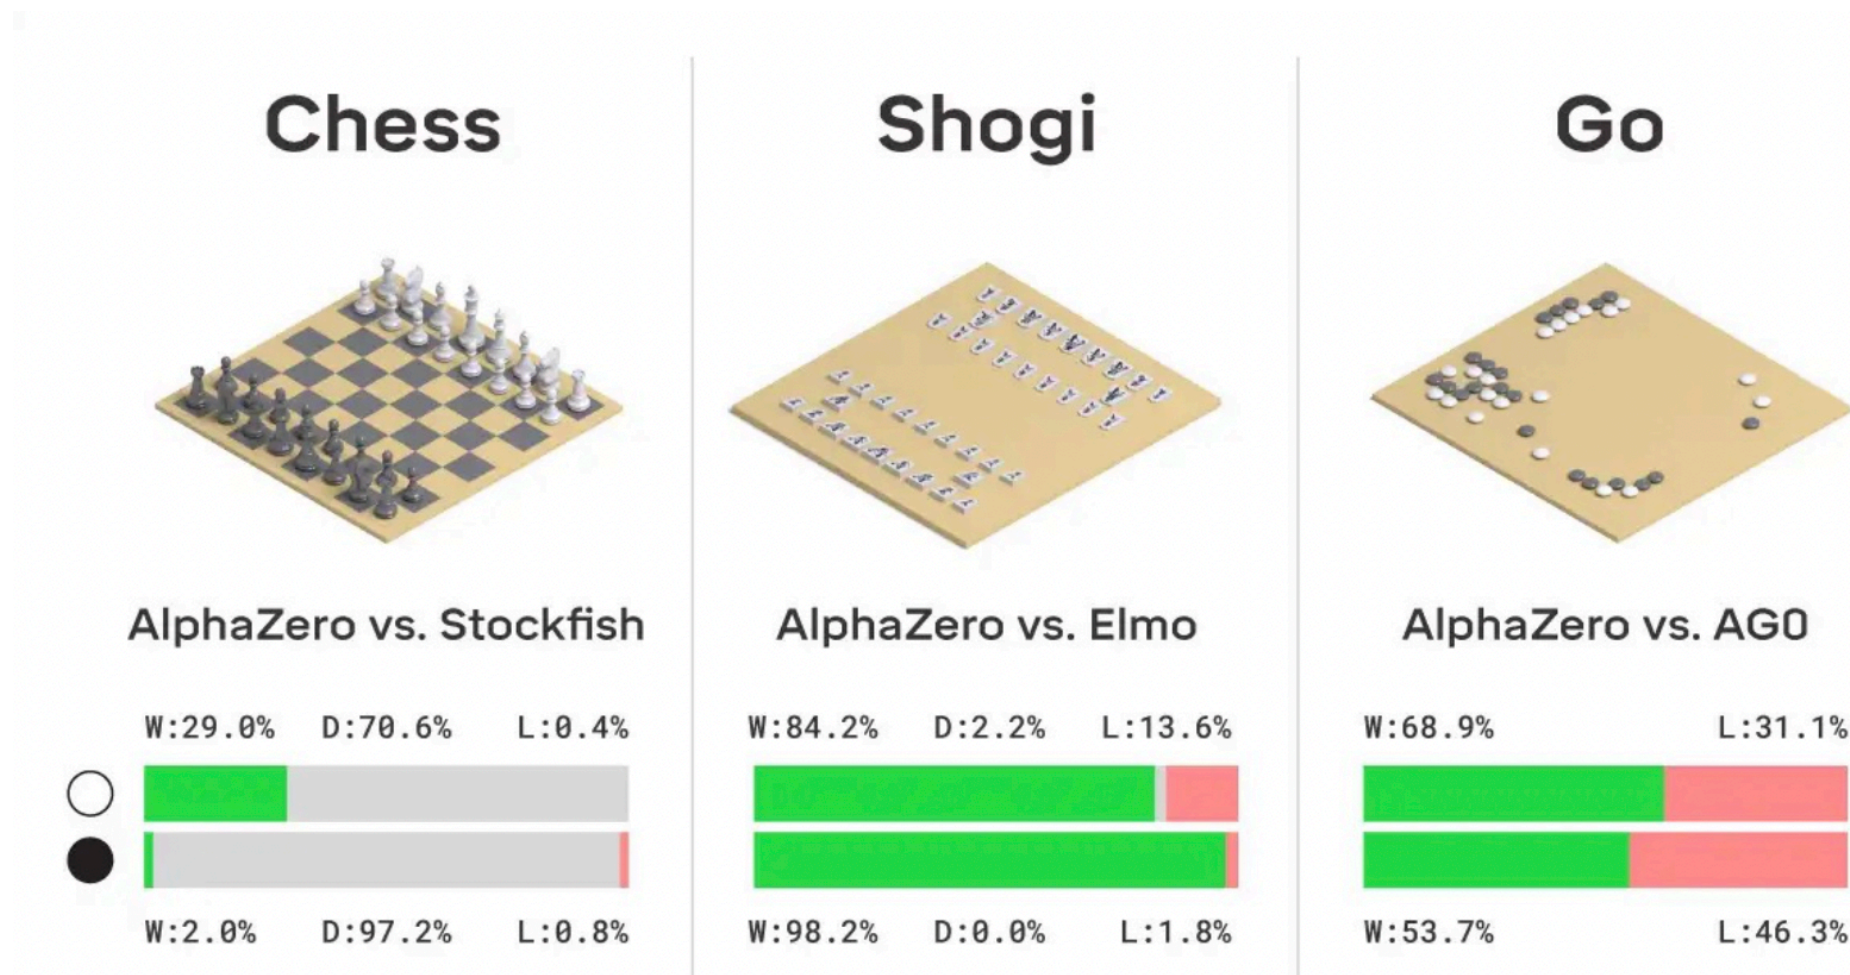 Chess
AlphaZero vs. Stockfish
W:29.0% D:70.6% L:0.4%
W:2.0% D:97.2% L:0.8%
Shogi
AlphaZero vs. Elmo
W:84.2% D:2.2% L:13.6%
W:98.2% D:0.0% L:1.8%
Go
AlphaZero vs. AG0
W:68.9% L:31.1%
W:53.7% L:46.3%